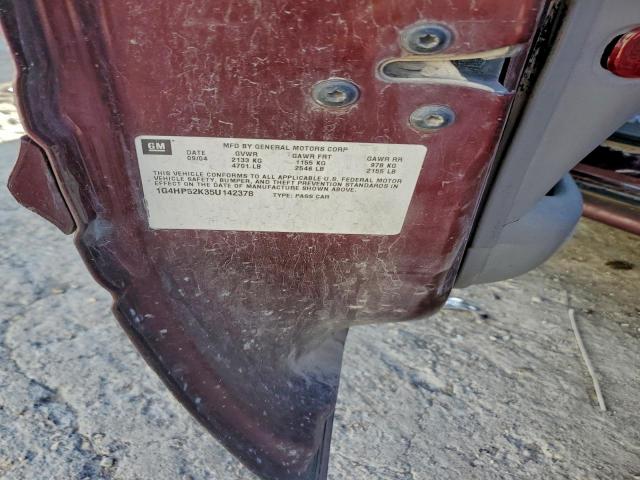 GM
MFD BY GENERAL MOTORS CORP
DATE GVWR GAWR FRT GAWR RR
09/04 2133 KG 1155 KG 978 KG
4701 LB 2546 LB 2155 LB
THIS VEHICLE CONFORMS TO ALL APPLICABLE U.S. FEDERAL MOTOR
VEHICLE SAFETY, BUMPER, AND THEFT PREVENTION STANDARDS IN
EFFECT ON THE DATE OF MANUFACTURE SHOWN ABOVE.
1G4HP52K35U142378 TYPE: PASS CAR